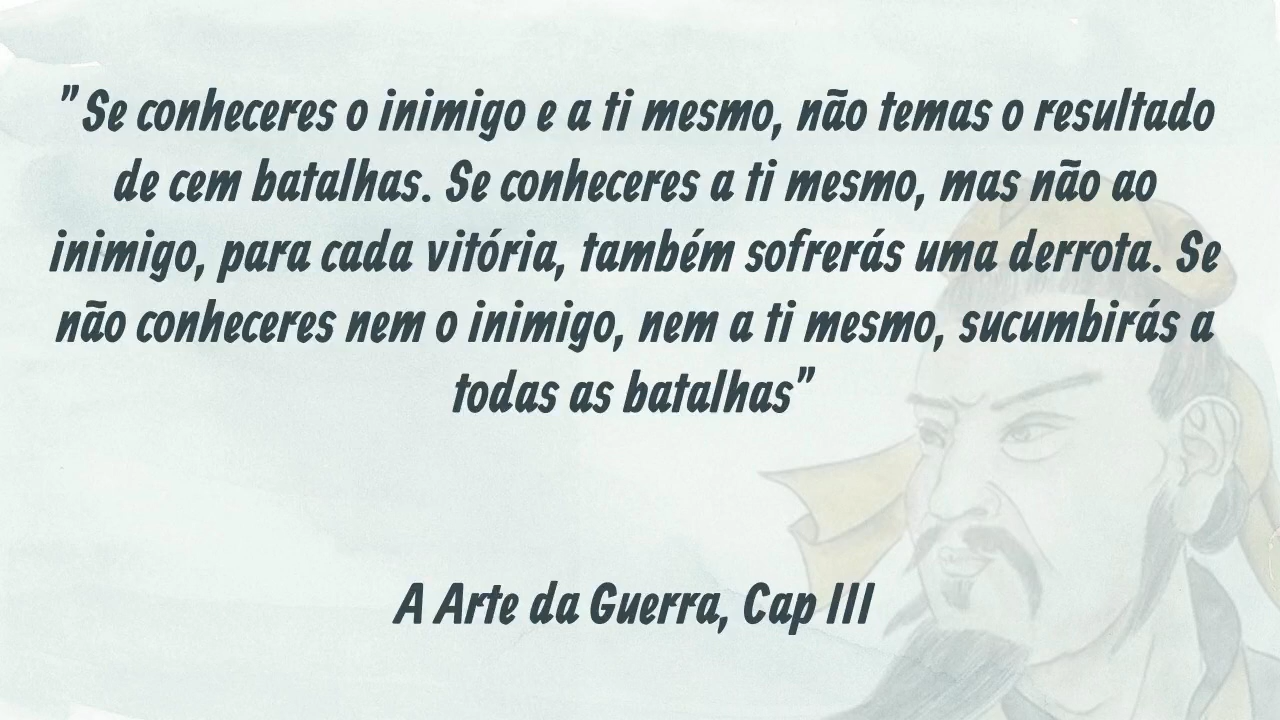 "Se conheceres o inimigo e a ti mesmo, não temas o resultado
de cem batalhas. Se conheceres a ti mesmo, mas não ao
inimigo, para cada vitória, também sofrerás uma derrota. Se
não conheceres nem o inimigo, nem a ti mesmo, sucumbirás a
todas as batalhas”
A Arte da Guerra, Cap III